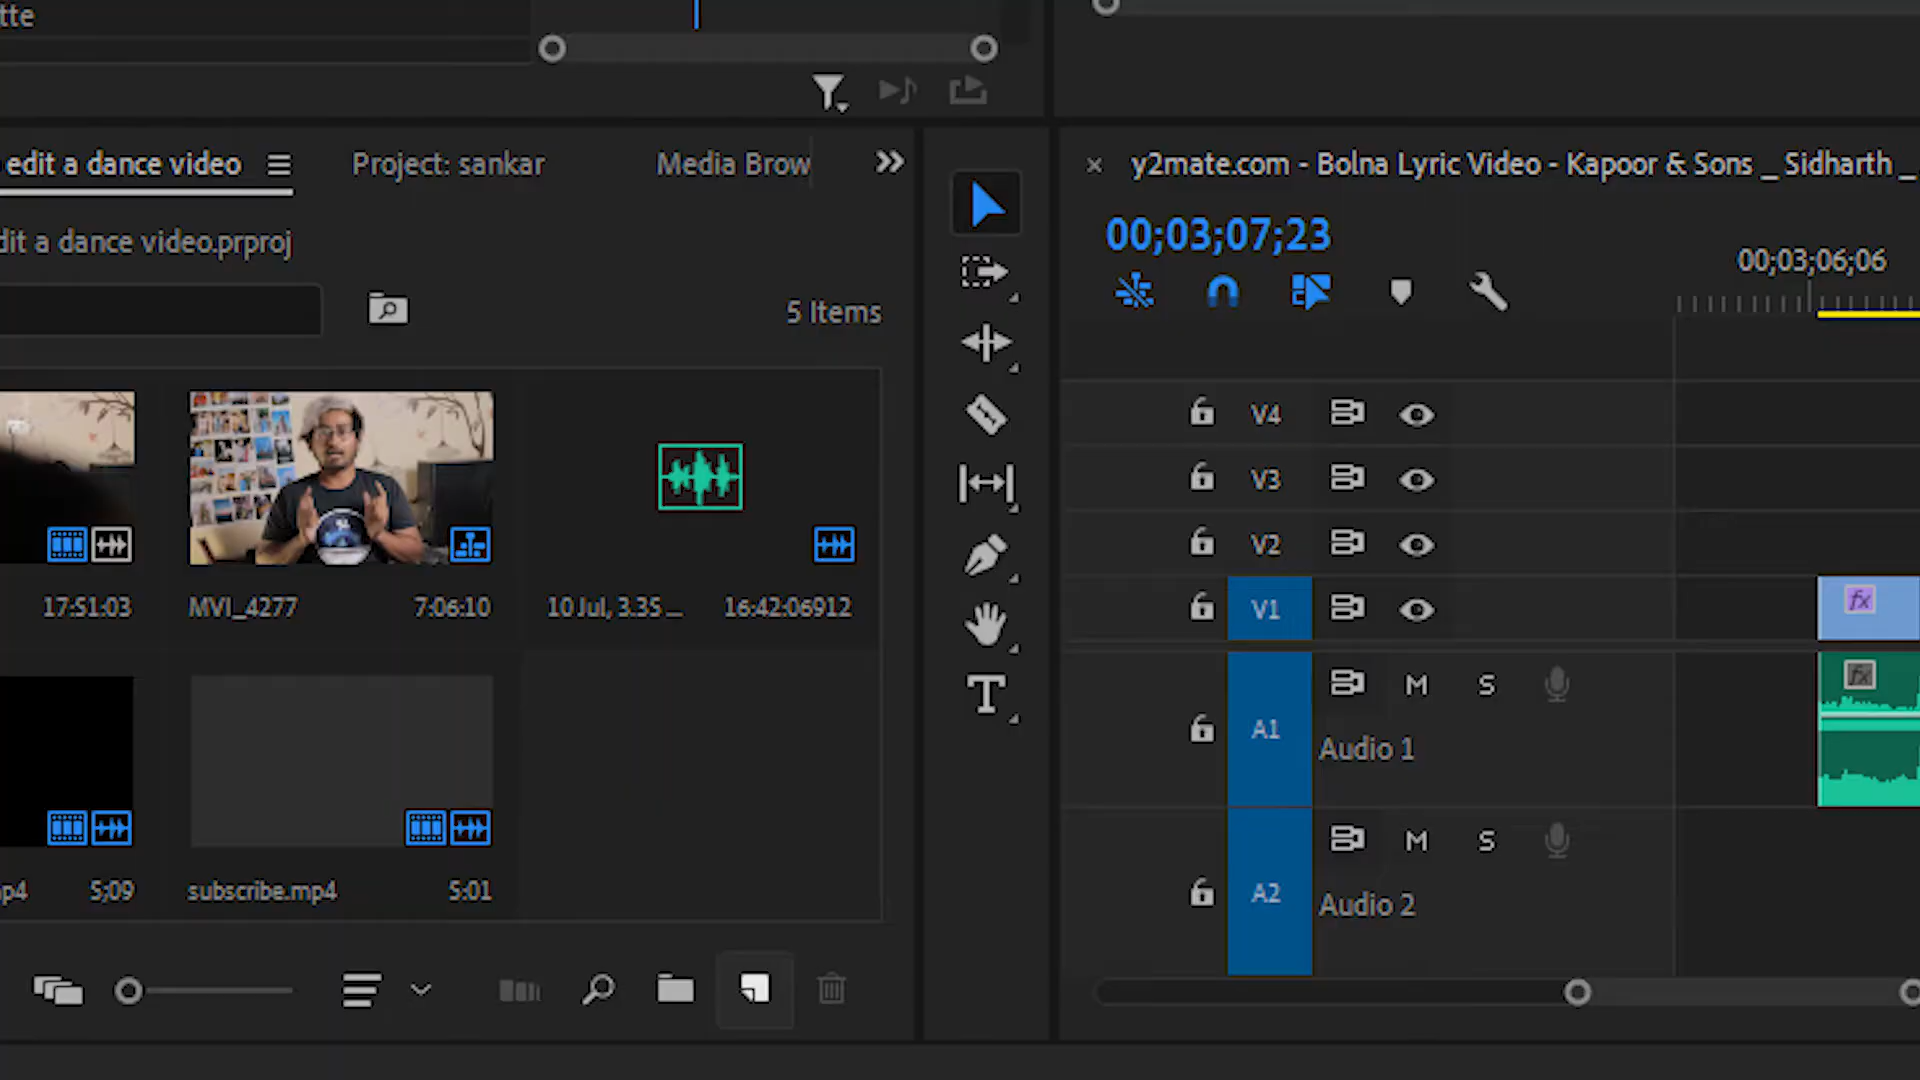 tte
edit a dance video
Project: sankar
Media Brow
y2mate.com - Bolna Lyric Video - Kapoor & Sons _ Sidharth _
dit a dance video.prproj
5 Items
00;03;07;23
00;03;06;06
17:51:03
MVI_4277
7:06:10
10 Jul, 3.35 ...
16:42:06912
p4
5;09
subscribe.mp4
5:01
T
V4
V3
V2
V1
fx
A1
M
S
Audio 1
fx
A2
M
S
Audio 2